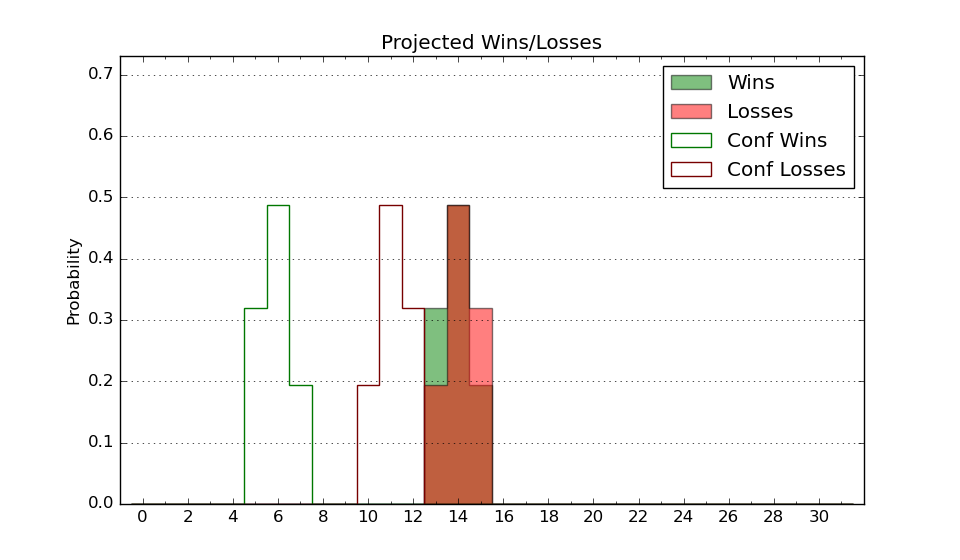 Projected Wins/Losses
Wins
Losses
Conf Wins
Conf Losses
Probability
0.7
0.6
0.5
0.4
0.3
0.2
0.1
0.0
0 2 4 6 8 10 12 14 16 18 20 22 24 26 28 30